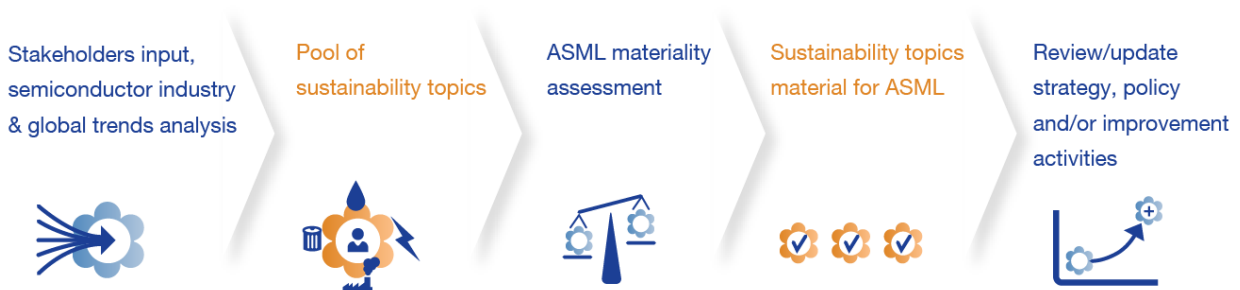 Stakeholders input,
semiconductor industry
& global trends analysis
Pool of
sustainability topics
ASML materiality
assessment
Sustainability topics
material for ASML
Review/update
strategy, policy
and/or improvement
activities